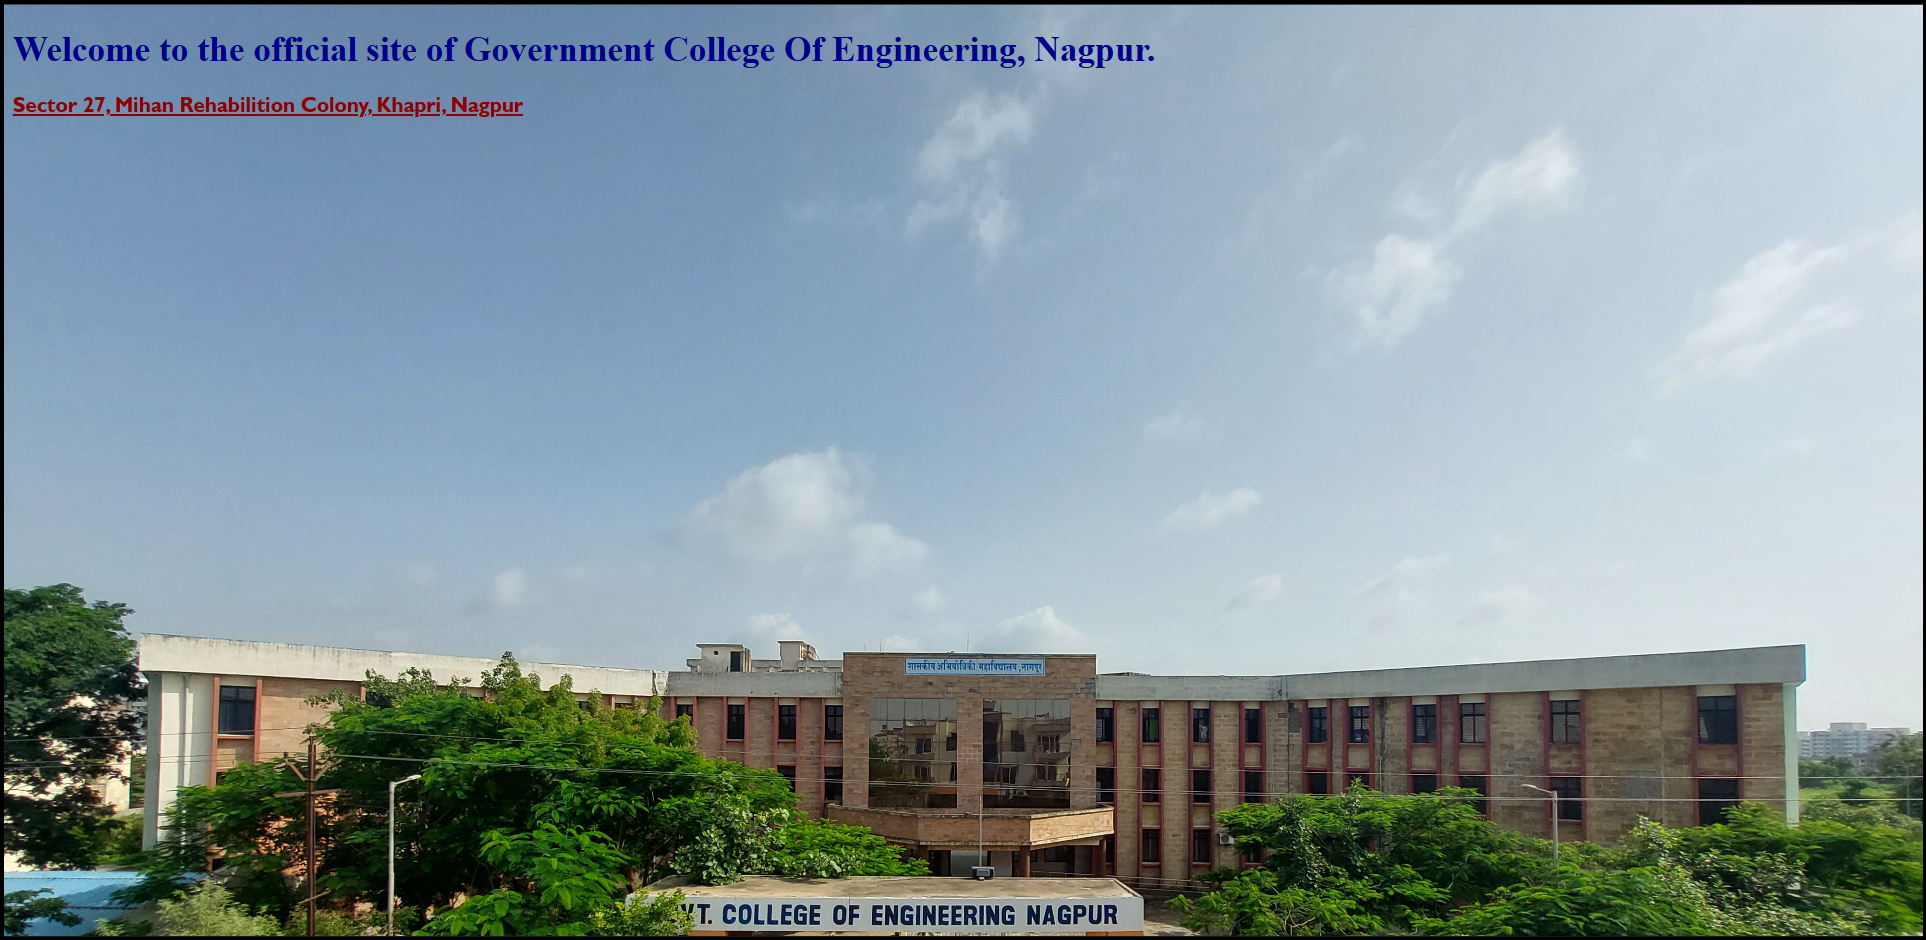 Welcome to the official site of Government College Of Engineering, Nagpur.
Sector 27, Mihan Rehabilition Colony, Khapri, Nagpur
शासकीय अभियांत्रिकी महाविद्यालय, नागपूर
VT. COLLEGE OF ENGINEERING NAGPUR